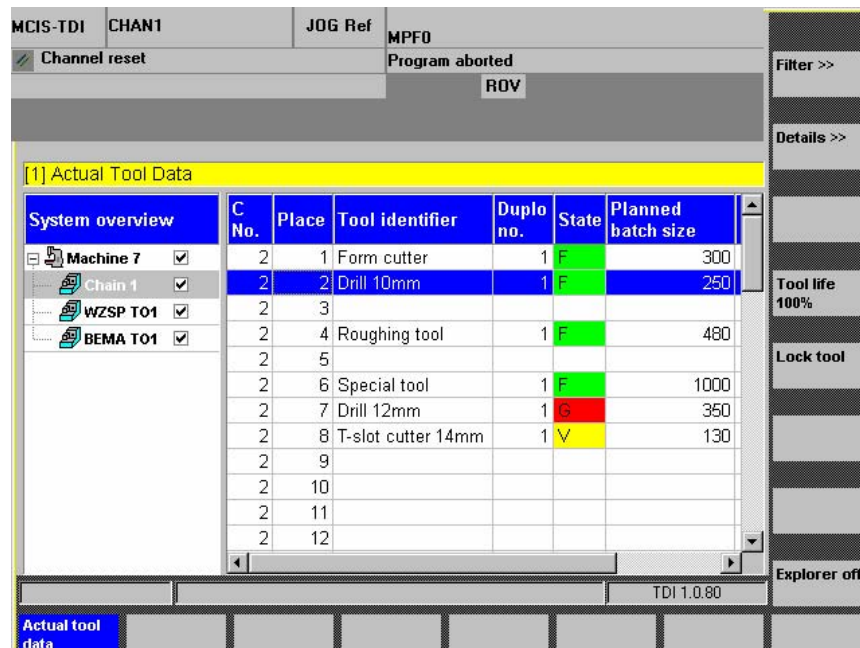 MCIS-TDI CHAN1 JOG Ref MPF0
Channel reset Program aborted
ROV
Filter >>
Details >>
[1] Actual Tool Data
System overview
C No. Place Tool identifier Duplo no. State Planned batch size
Machine 7
Chain 1
WZSP TO1
BEMA TO1
2 1 Form cutter 1 F 300
2 2 Drill 10mm 1 F 250
2 3
2 4 Roughing tool 1 F 480
2 5
2 6 Special tool 1 F 1000
2 7 Drill 12mm 1 G 350
2 8 T-slot cutter 14mm 1 V 130
2 9
2 10
2 11
2 12
Tool life
100%
Lock tool
Explorer off
TDI 1.0.80
Actual tool
data